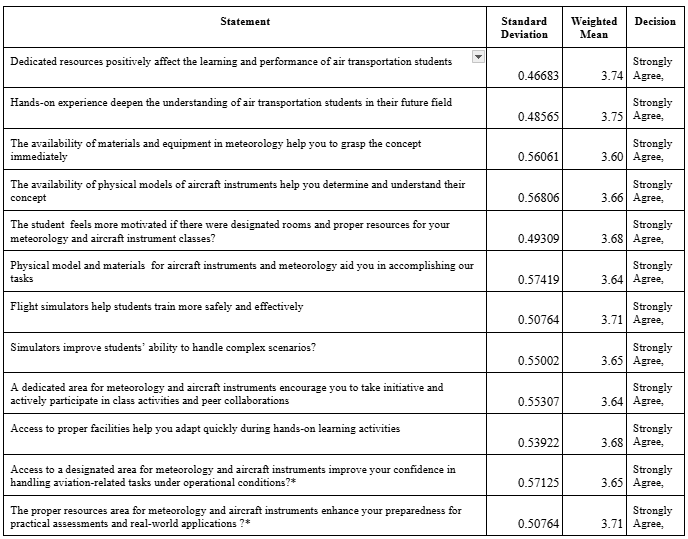 Statement
Standard Deviation
Weighted Mean
Decision
Dedicated resources positively affect the learning and performance of air transportation students
0.46683
3.74
Strongly Agree,
Hands-on experience deepen the understanding of air transportation students in their future field
0.48565
3.75
Strongly Agree,
The availability of materials and equipment in meteorology help you to grasp the concept
immediately
0.56061
3.60
Strongly Agree,
The availability of physical models of aircraft instruments help you determine and understand their
concept
0.56806
3.66
Strongly Agree,
The student feels more motivated if there were designated rooms and proper resources for your
meteorology and aircraft instrument classes?
0.49309
3.68
Strongly Agree,
Physical model and materials for aircraft instruments and meteorology aid you in accomplishing our
tasks
0.57419
3.64
Strongly Agree,
Flight simulators help students train more safely and effectively
0.50764
3.71
Strongly Agree,
Simulators improve students’ ability to handle complex scenarios?
0.55002
3.65
Strongly Agree,
A dedicated area for meteorology and aircraft instruments encourage you to take initiative and
actively participate in class activities and peer collaborations
0.55307
3.64
Strongly Agree,
Access to proper facilities help you adapt quickly during hands-on learning activities
0.53922
3.68
Strongly Agree,
Access to a designated area for meteorology and aircraft instruments improve your confidence in
handling aviation-related tasks under operational conditions?*
0.57125
3.65
Strongly Agree,
The proper resources area for meteorology and aircraft instruments enhance your preparedness for
practical assessments and real-world applications ?*
0.50764
3.71
Strongly Agree,